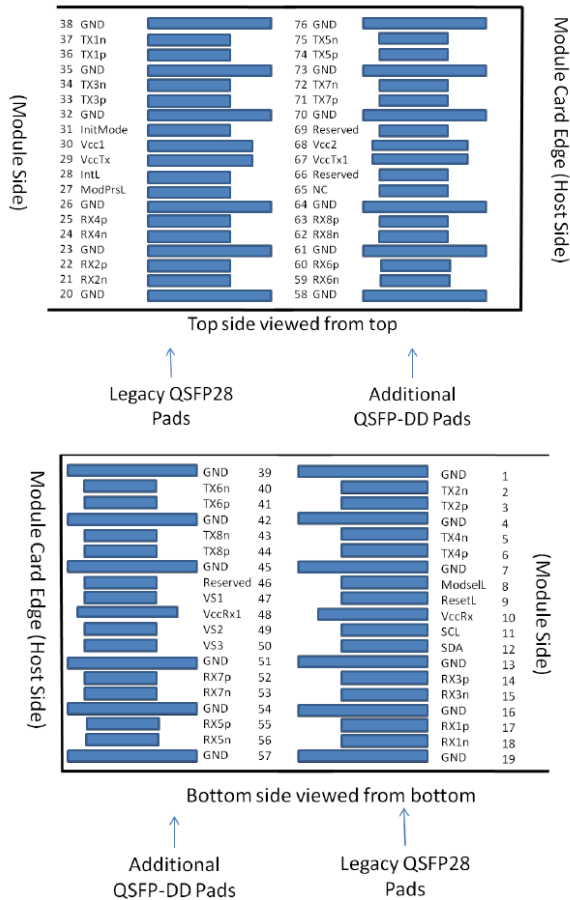 38 GND 76 GND
37 TX1n 75 TX5n
36 TX1p 74 TX5p
35 GND 73 GND
34 TX3n 72 TX7n
33 TX3p 71 TX7p
32 GND 70 GND
31 InitMode 69 Reserved
30 Vcc1 68 Vcc2
29 VccTx 67 VccTx1
28 IntL 66 Reserved
27 ModPrsL 65 NC
26 GND 64 GND
25 RX4p 63 RX8p
24 RX4n 62 RX8n
23 GND 61 GND
22 RX2p 60 RX6p
21 RX2n 59 RX6n
20 GND 58 GND
(Module Side)
Module Card Edge (Host Side)
Top side viewed from top
Legacy QSFP28
Pads
Additional
QSFP-DD Pads
Module Card Edge (Host Side)
(Module Side)
GND 39 GND 1
TX6n 40 TX2n 2
TX6p 41 TX2p 3
GND 42 GND 4
TX8n 43 TX4n 5
TX8p 44 TX4p 6
GND 45 GND 7
Reserved 46 ModselL 8
VS1 47 ResetL 9
VccRx1 48 VccRx 10
VS2 49 SCL 11
VS3 50 SDA 12
GND 51 GND 13
RX7p 52 RX3p 14
RX7n 53 RX3n 15
GND 54 GND 16
RX5p 55 RX1p 17
RX5n 56 RX1n 18
GND 57 GND 19
Bottom side viewed from bottom
Additional
QSFP-DD Pads
Legacy QSFP28
Pads